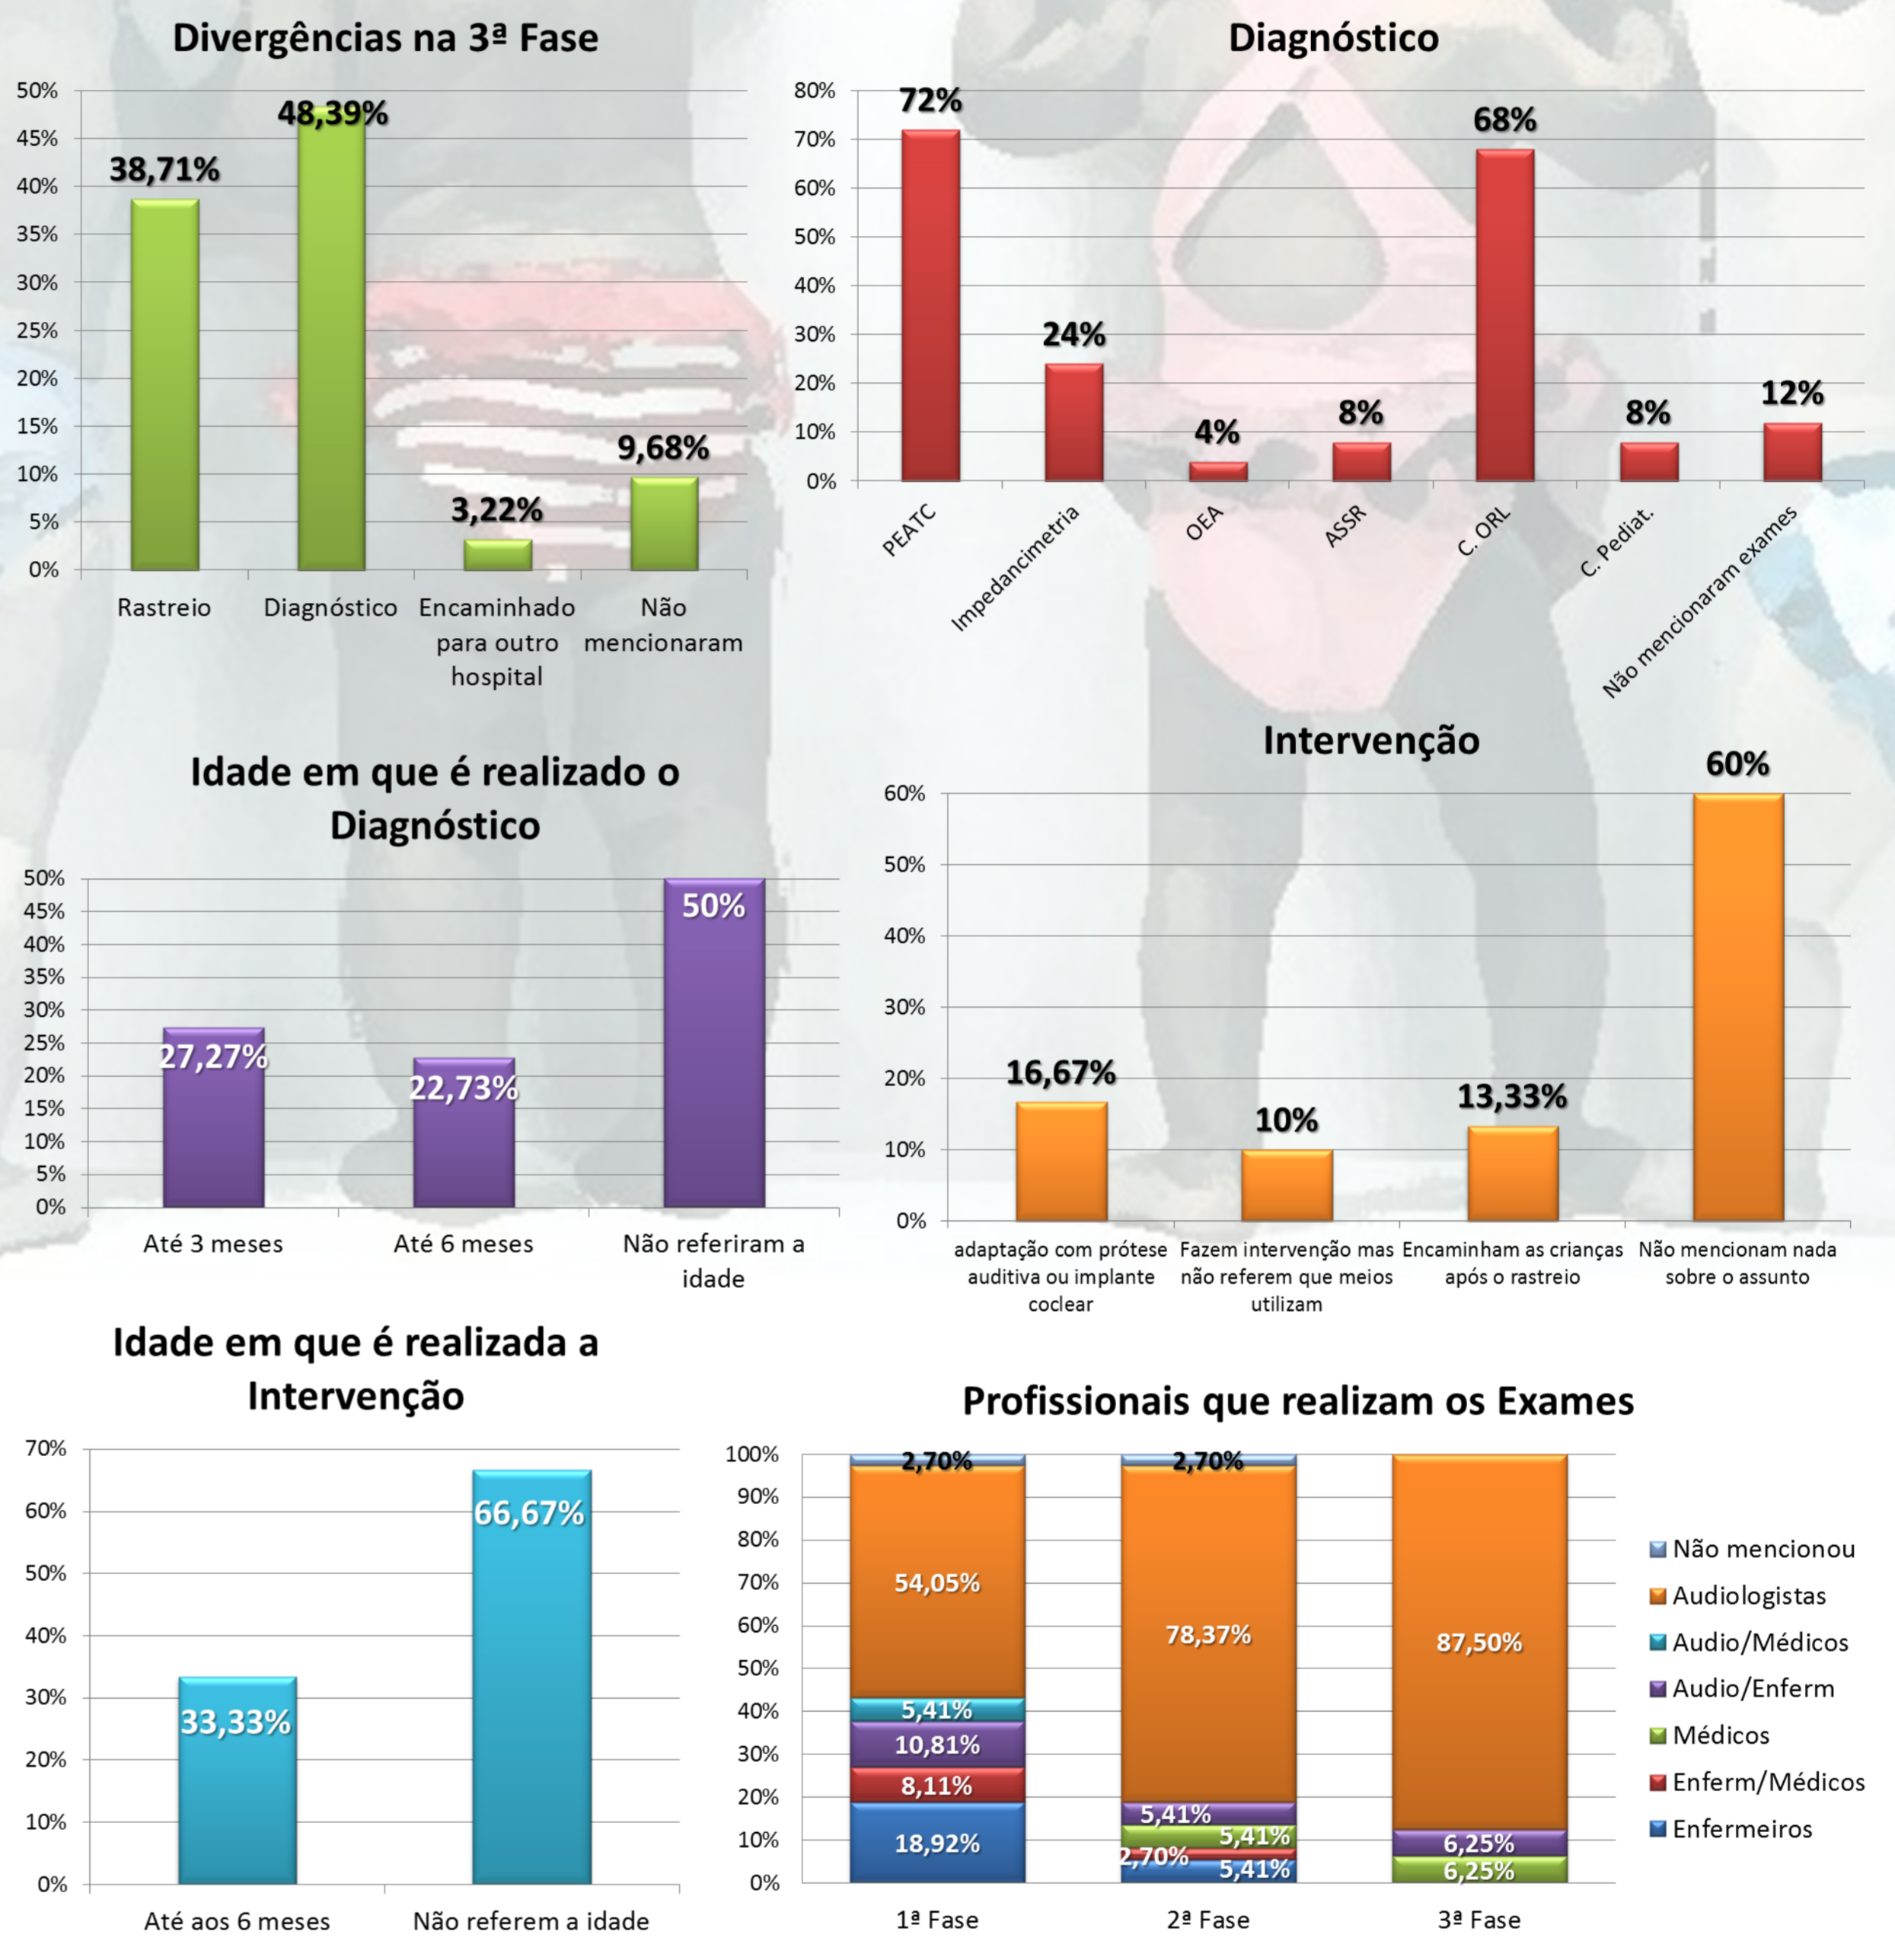 Divergências na 3ª Fase
50%
45%
40%
35%
30%
25%
20%
15%
10%
5%
0%
38,71%
48,39%
3,22%
9,68%
Rastreio Diagnóstico Encaminhado Não
para outro mencionaram
hospital
Diagnóstico
80%
70%
60%
50%
40%
30%
20%
10%
0%
72%
24%
4%
8%
68%
8%
12%
PEATC
Impedancimetria
OEA
ASSR
C. ORL
C. Pediat.
Não mencionaram exames
Idade em que é realizado o
Diagnóstico
50%
45%
40%
35%
30%
25%
20%
15%
10%
5%
0%
27,27%
22,73%
50%
Até 3 meses Até 6 meses Não referiram a
idade
Intervenção
60%
50%
40%
30%
20%
10%
0%
16,67%
10%
13,33%
60%
adaptação com prótese Fazem intervenção mas Encaminham as crianças Não mencionam nada
auditiva ou implante não referem que meios após o rastreio sobre o assunto
coclear utilizam
Idade em que é realizada a
Intervenção
70%
60%
50%
40%
30%
20%
10%
0%
33,33%
66,67%
Até aos 6 meses Não referem a idade
Profissionais que realizam os Exames
100%
90%
80%
70%
60%
50%
40%
30%
20%
10%
0%
2,70%
54,05%
5,41%
10,81%
8,11%
18,92%
2,70%
78,37%
5,41%
5,41%
2,70%
5,41%
87,50%
6,25%
6,25%
1ª Fase 2ª Fase 3ª Fase
Não mencionou
Audiologistas
Audio/Médicos
Audio/Enferm
Médicos
Enferm/Médicos
Enfermeiros